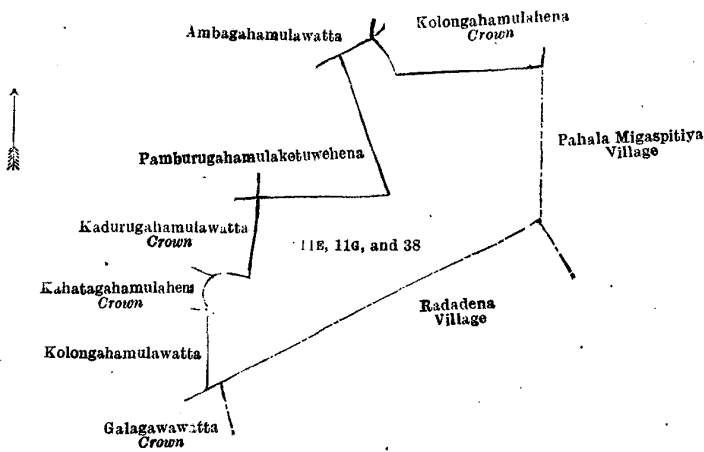 Ambagahamulawatta
Kolongahamulahena
Crown
Pahala Migaspitiya
Village
Pamburugahamulaketuwehena
Kadurugahamulawatta
Crown
11E, 11G, and 38
Kahatagahamulahena
Crown
Radadena
Village
Kolongahamulawatta
Galagawawatta
Crown